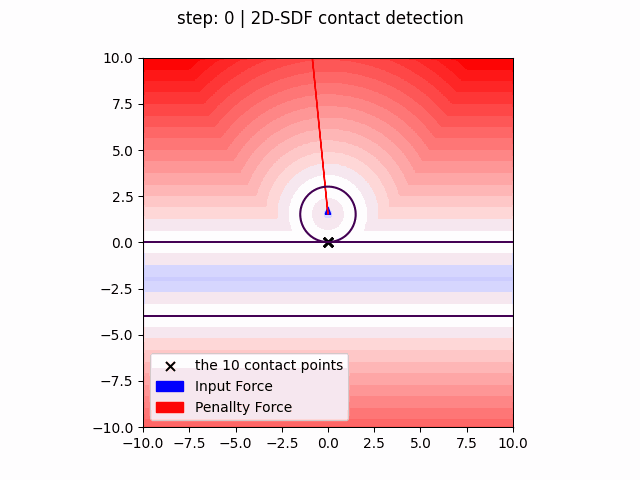 step: 0 | 2D-SDF contact detection
10.0
7.5
5.0
2.5
0.0
−2.5
−5.0
−7.5
−10.0
the 10 contact points
Input Force
Penallty Force
−10.0 −7.5 −5.0 −2.5 0.0 2.5 5.0 7.5 10.0